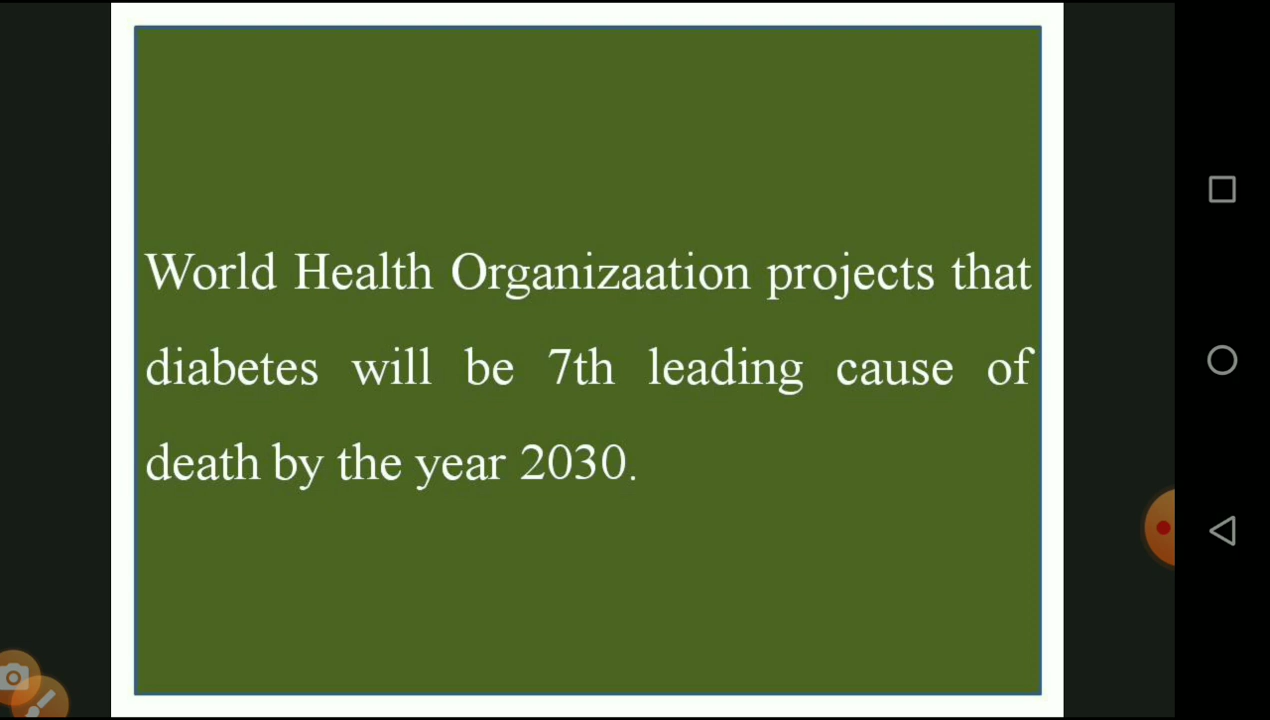 World Health Organizaation projects that
diabetes will be 7th leading cause of
death by the year 2030.